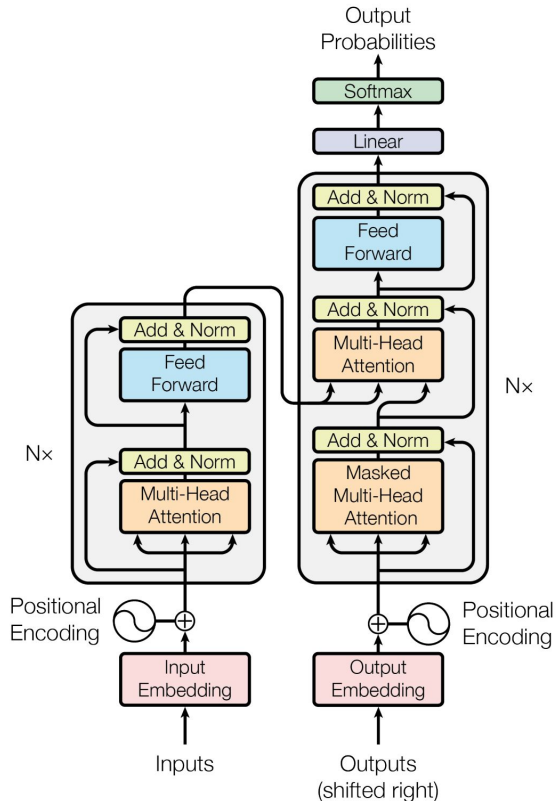 Output
Probabilities
Softmax
Linear
Add & Norm
Feed
Forward
Add & Norm
Multi-Head
Attention
Add & Norm
Masked
Multi-Head
Attention
N×
Add & Norm
Feed
Forward
Add & Norm
Multi-Head
Attention
N×
Positional
Encoding
Positional
Encoding
Input
Embedding
Output
Embedding
Inputs
Outputs
(shifted right)